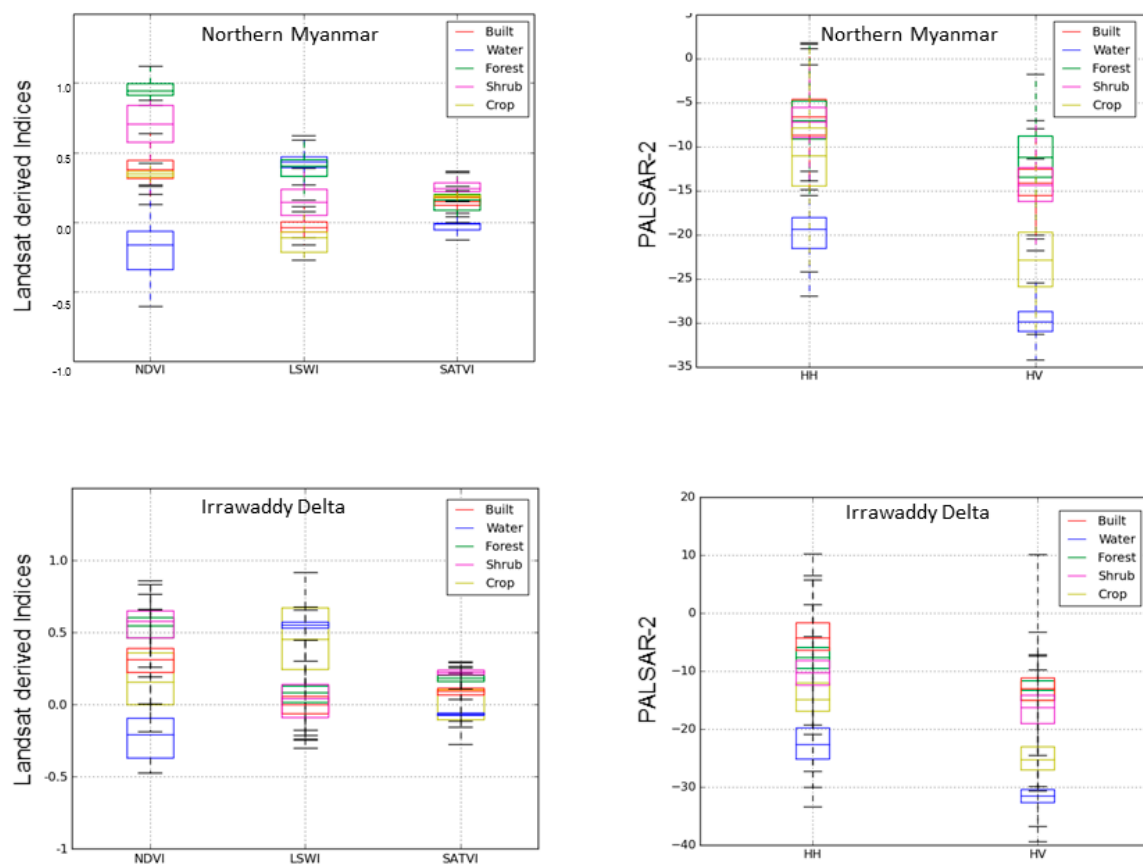 Northern Myanmar
Built
Water
Forest
Shrub
Crop
Landsat derived Indices
1.0
0.5
0.0
-0.5
-1.0
NDVI
LSWI
SATVI
Northern Myanmar
Built
Water
Forest
Shrub
Crop
PALSAR-2
5
0
−5
−10
−15
−20
−25
−30
−35
HH
HV
Irrawaddy Delta
Built
Water
Forest
Shrub
Crop
Landsat derived Indices
1.0
0.5
0.0
-0.5
-1
NDVI
LSWI
SATVI
Irrawaddy Delta
Built
Water
Forest
Shrub
Crop
PALSAR-2
20
10
0
−10
−20
−30
−40
HH
HV